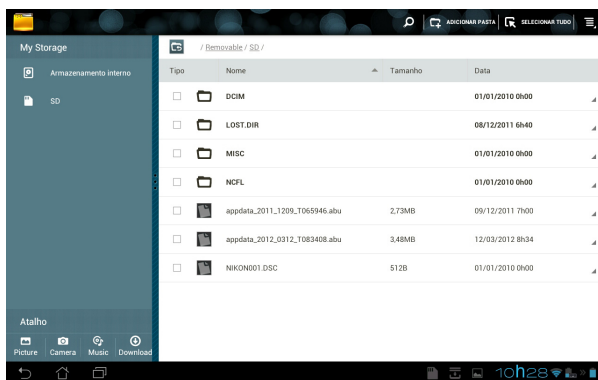 ADICIONAR PASTA SELECIONAR TUDO
My Storage
/ Removable / SD /
Armazenamento interno
SD
Tipo Nome Tamanho Data
DCIM 01/01/2010 0h00
LOST.DIR 08/12/2011 6h40
MISC 01/01/2010 0h00
NCFL 01/01/2010 0h00
appdata_2011_1209_T065946.abu 2,73MB 09/12/2011 7h00
appdata_2012_0312_T083408.abu 3,48MB 12/03/2012 8h34
NIKON001.DSC 512B 01/01/2010 0h00
Atalho
Picture Camera Music Download
10h28